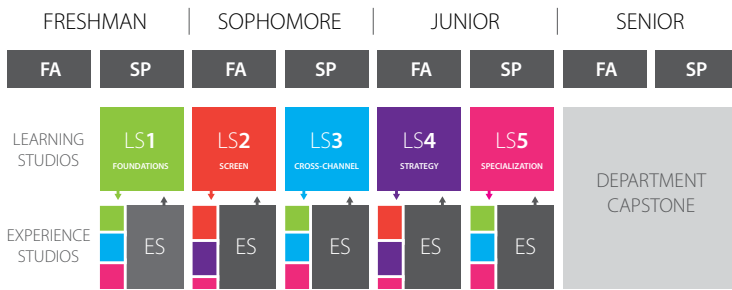 FRESHMAN SOPHOMORE JUNIOR SENIOR
FA SP FA SP FA SP FA SP
LEARNING
STUDIOS
LS1 LS2 LS3 LS4 LS5
FOUNDATIONS SCREEN CROSS-CHANNEL STRATEGY SPECIALIZATION
DEPARTMENT
CAPSTONE
EXPERIENCE
STUDIOS
ES ES ES ES ES